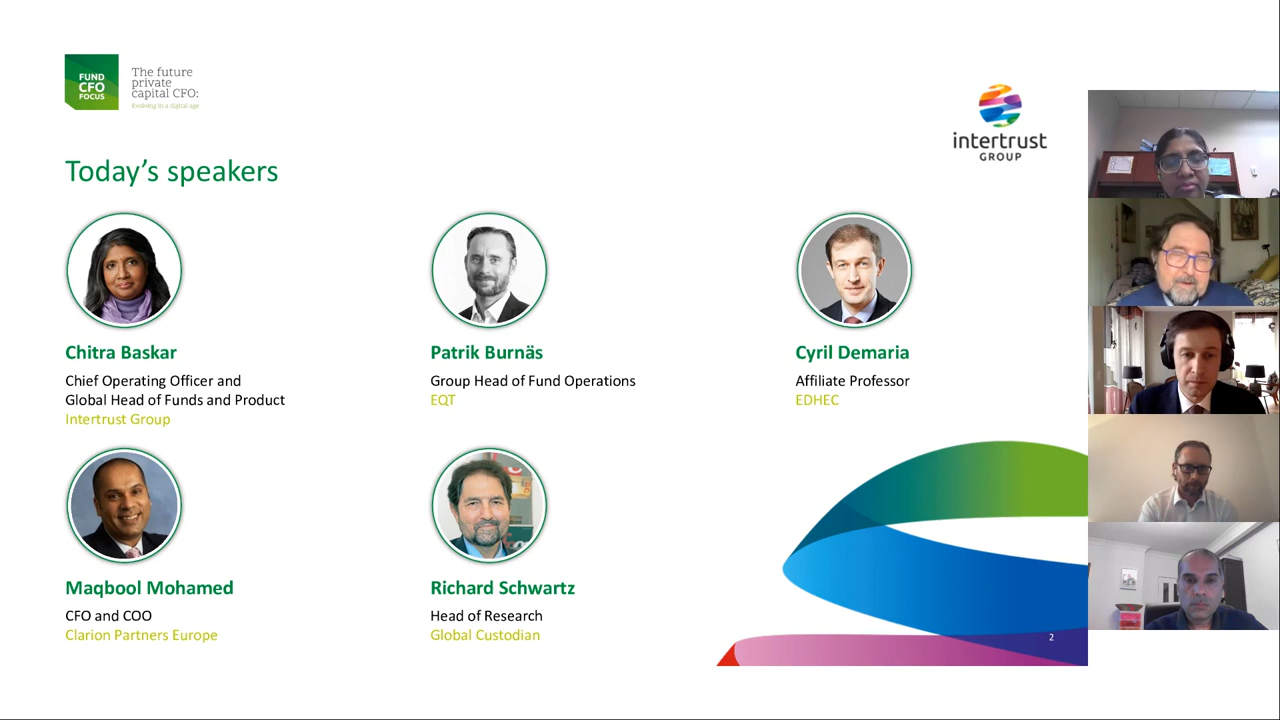 FUND
CFO
FOCUS
The future
private
capital CFO:
Evolving in a digital age
intertrust
GROUP
Today's speakers
Chitra Baskar
Chief Operating Officer and
Global Head of Funds and Product
Intertrust Group
Patrik Burnäs
Group Head of Fund Operations
EQT
Cyril Demaria
Affiliate Professor
EDHEC
Maqbool Mohamed
CFO and COO
Clarion Partners Europe
Richard Schwartz
Head of Research
Global Custodian
2